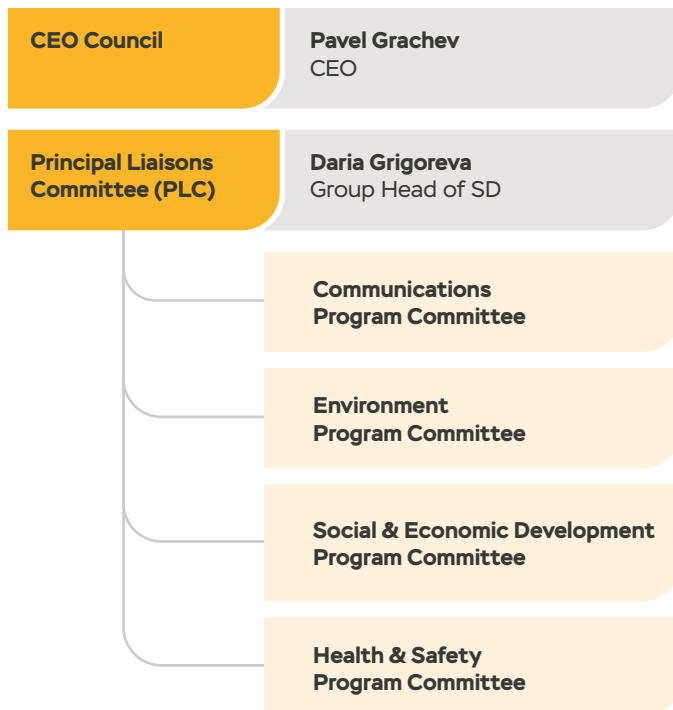 CEO Council
Pavel Grachev
CEO
Principal Liaisons
Committee (PLC)
Daria Grigoreva
Group Head of SD
Communications
Program Committee
Environment
Program Committee
Social & Economic Development
Program Committee
Health & Safety
Program Committee